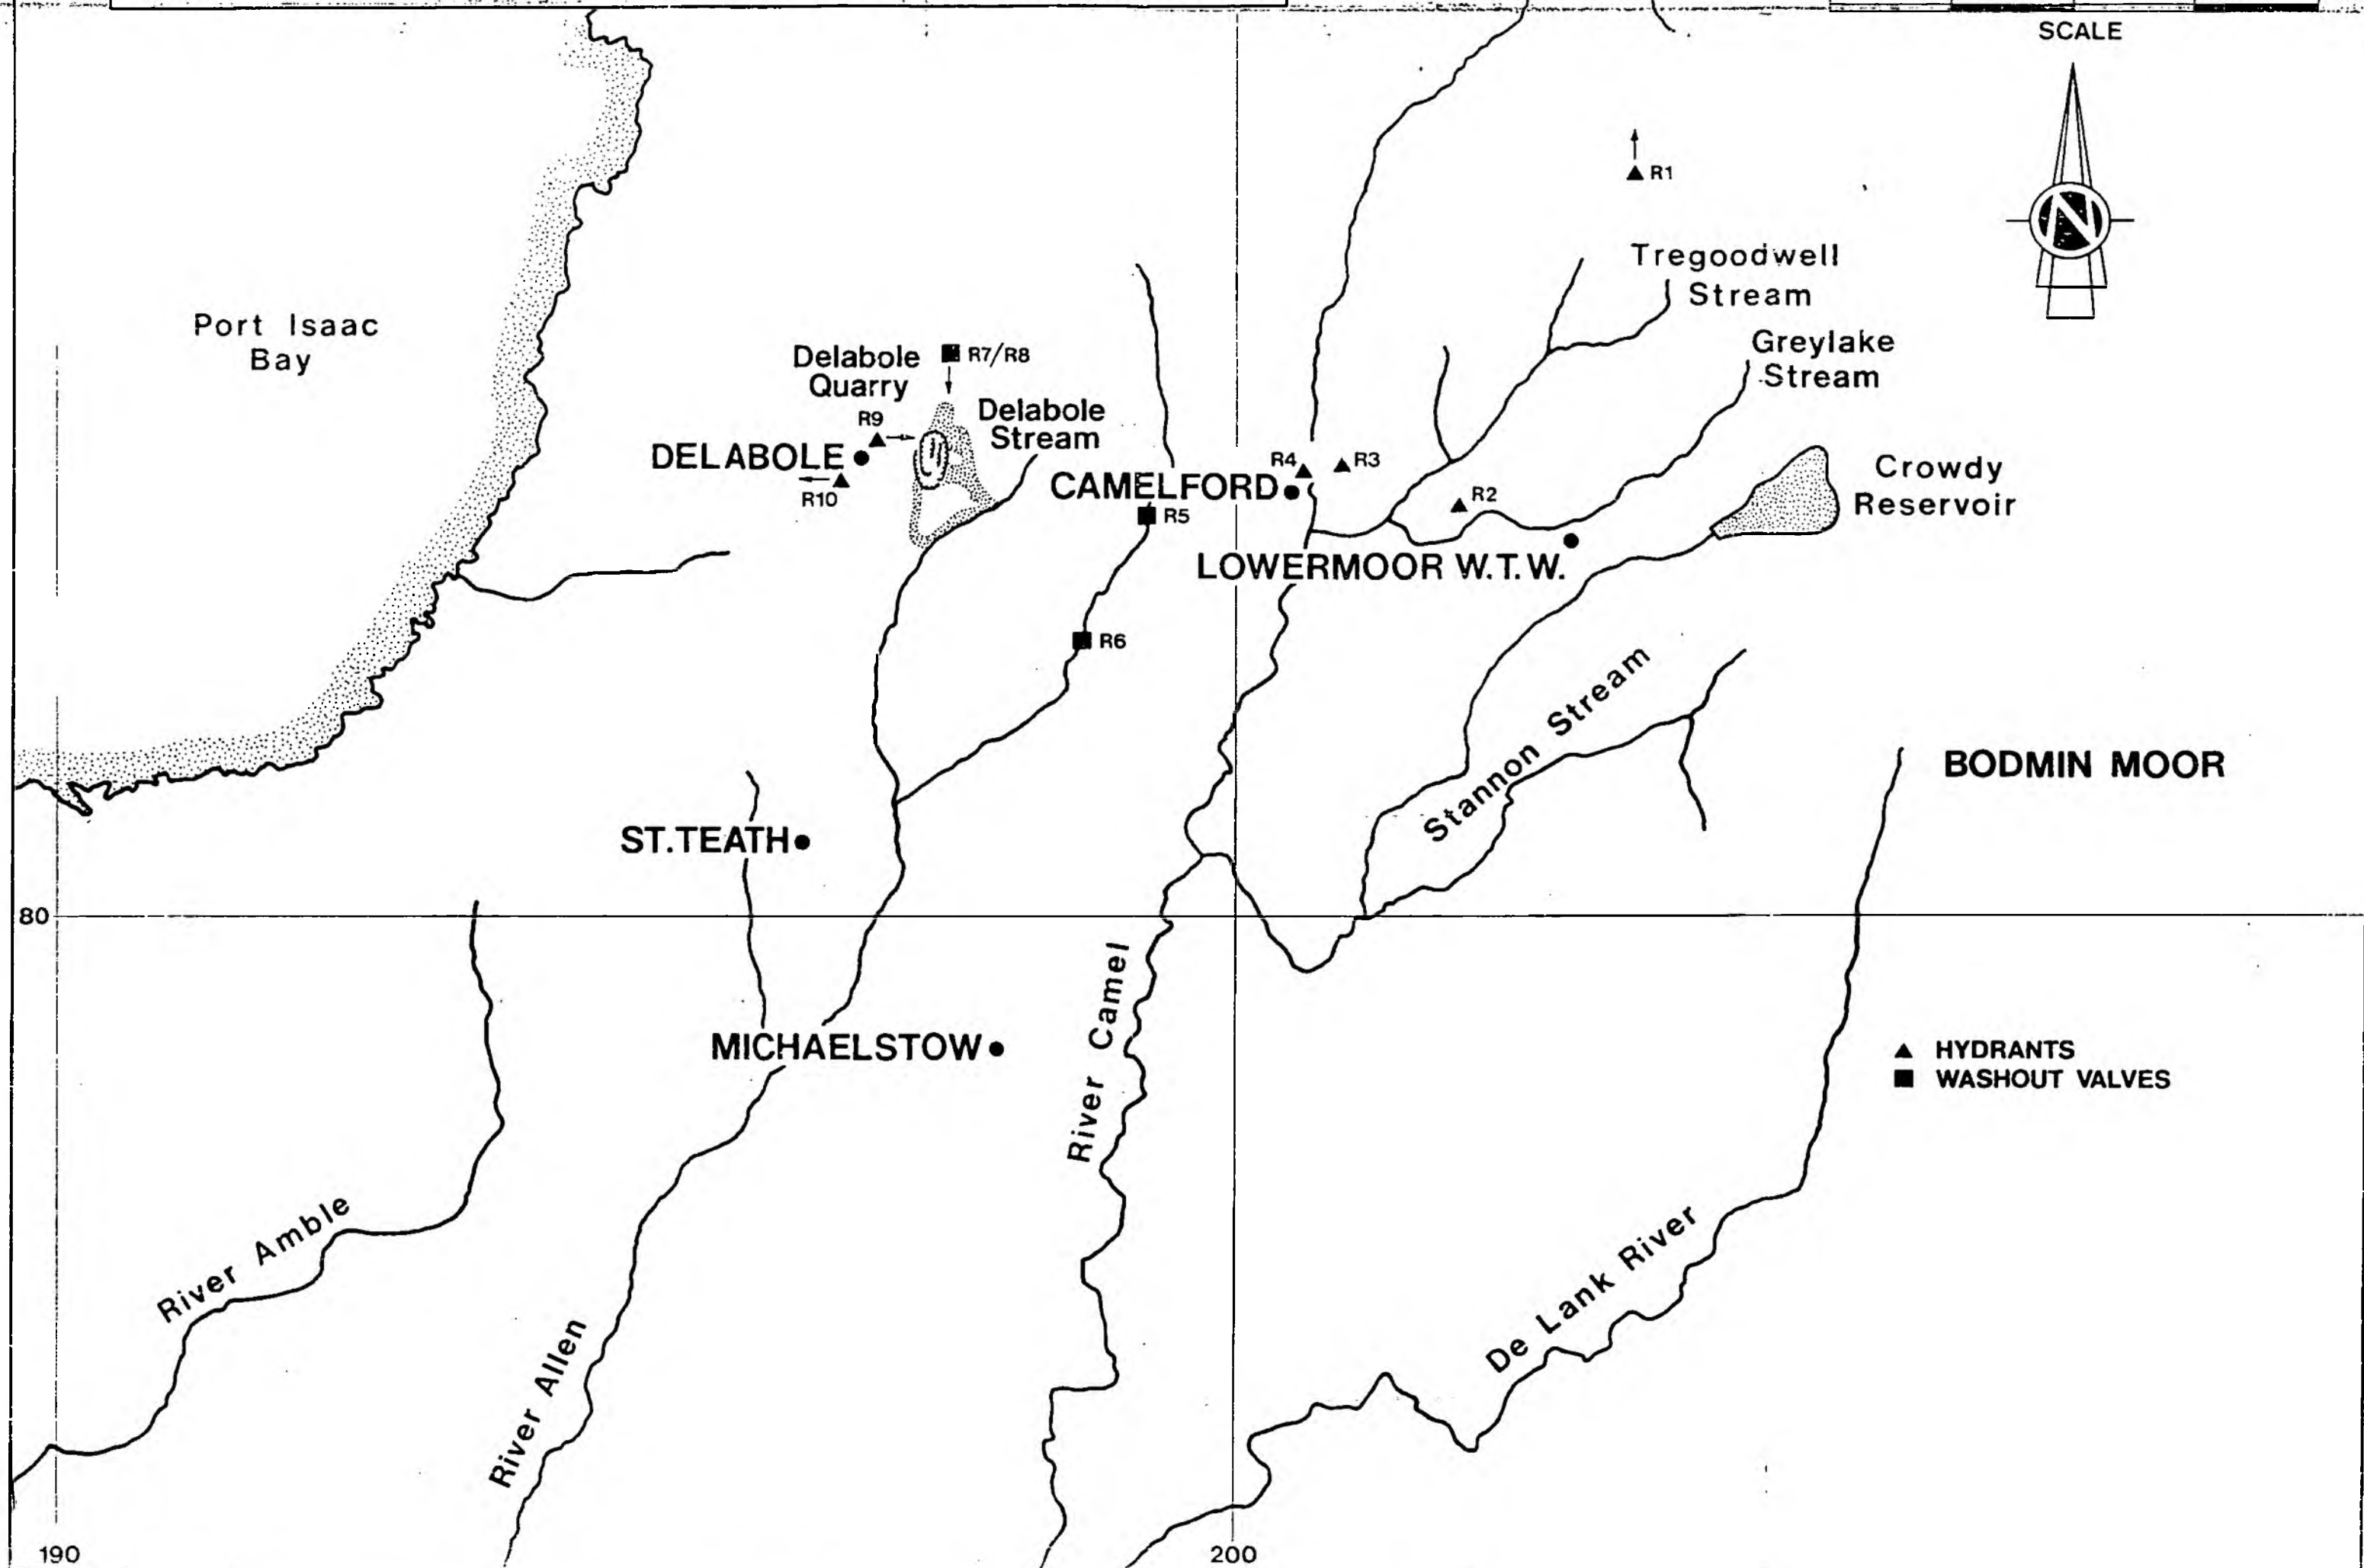 SCALE
N
R1
Tregoodwell
Stream
Port Isaac
Bay
Greylake
Stream
Delabole
Quarry
R7/R8
Delabole
Stream
R9
DELABOLE
R10
CAMELFORD
R4
R3
R2
R5
Crowdy
Reservoir
LOWERMOOR W.T.W.
R6
Stannon Stream
BODMIN MOOR
ST.TEATH
80
River Camel
MICHAELSTOW
HYDRANTS
WASHOUT VALVES
River Amble
River Allen
De Lank River
190
200